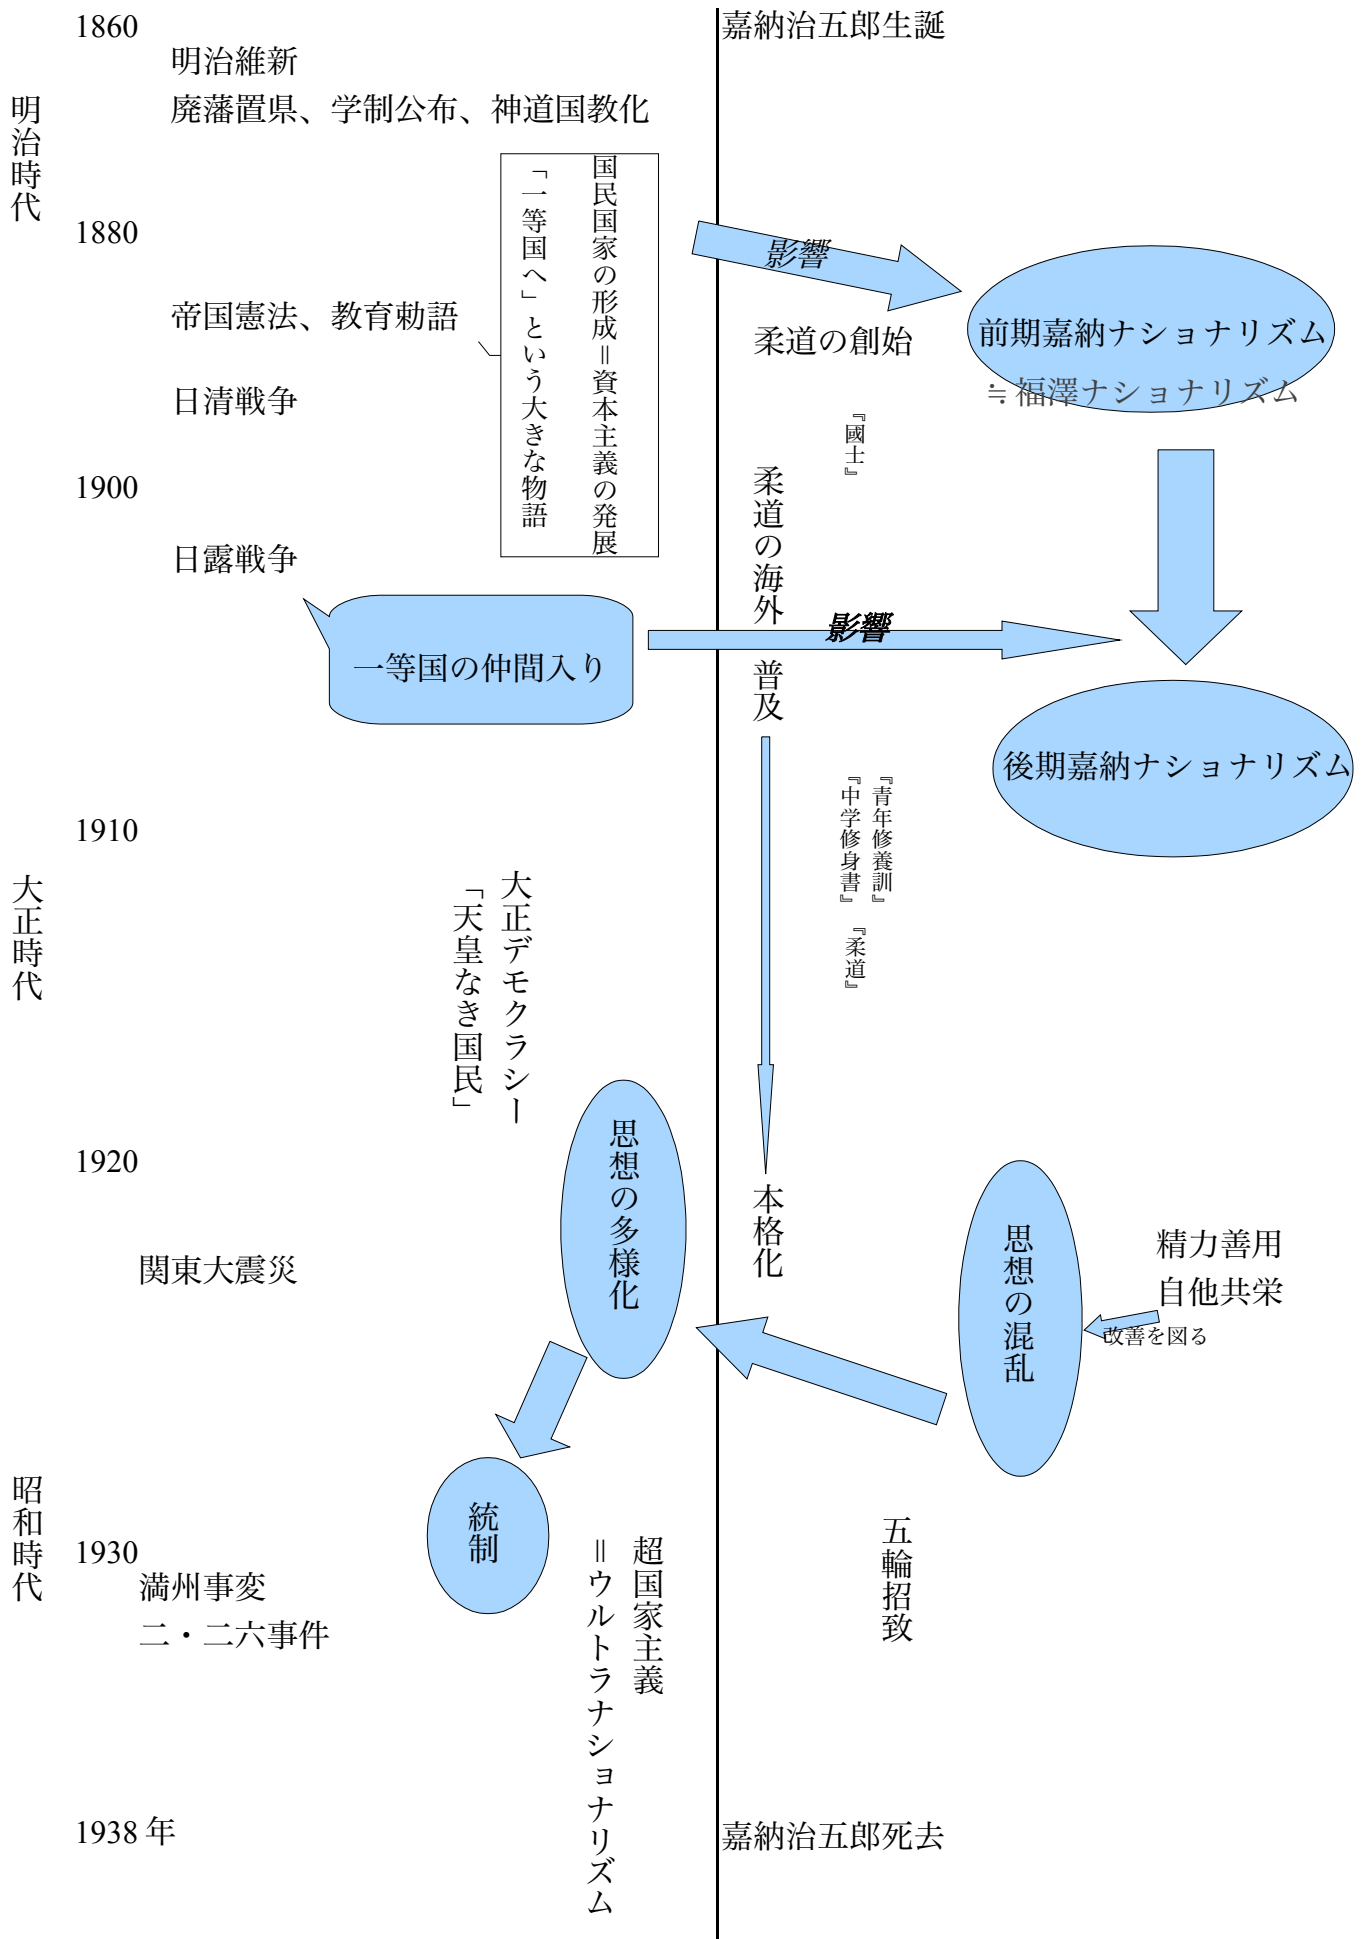 1860
嘉納治五郎生誕
明治維新
廃藩置県、学制公布、神道国教化
明治時代
国民国家の形成＝資本主義の発展
「一等国へ」という大きな物語
1880
影響
前期嘉納ナショナリズム
≒福澤ナショナリズム
帝国憲法、教育勅語
柔道の創始
日清戦争
『國士』
1900
柔道の海外 普及
日露戦争
一等国の仲間入り
影響
後期嘉納ナショナリズム
『青年修養訓』
『中学修身書』
『柔道』
1910
大正時代
大正デモクラシー
「天皇なき国民」
思想の多様化
1920
本格化
思想の混乱
精力善用
自他共栄
改善を図る
関東大震災
統制
昭和時代
1930
満州事変
二・二六事件
超国家主義
＝ウルトラナショナリズム
五輪招致
1938 年
嘉納治五郎死去